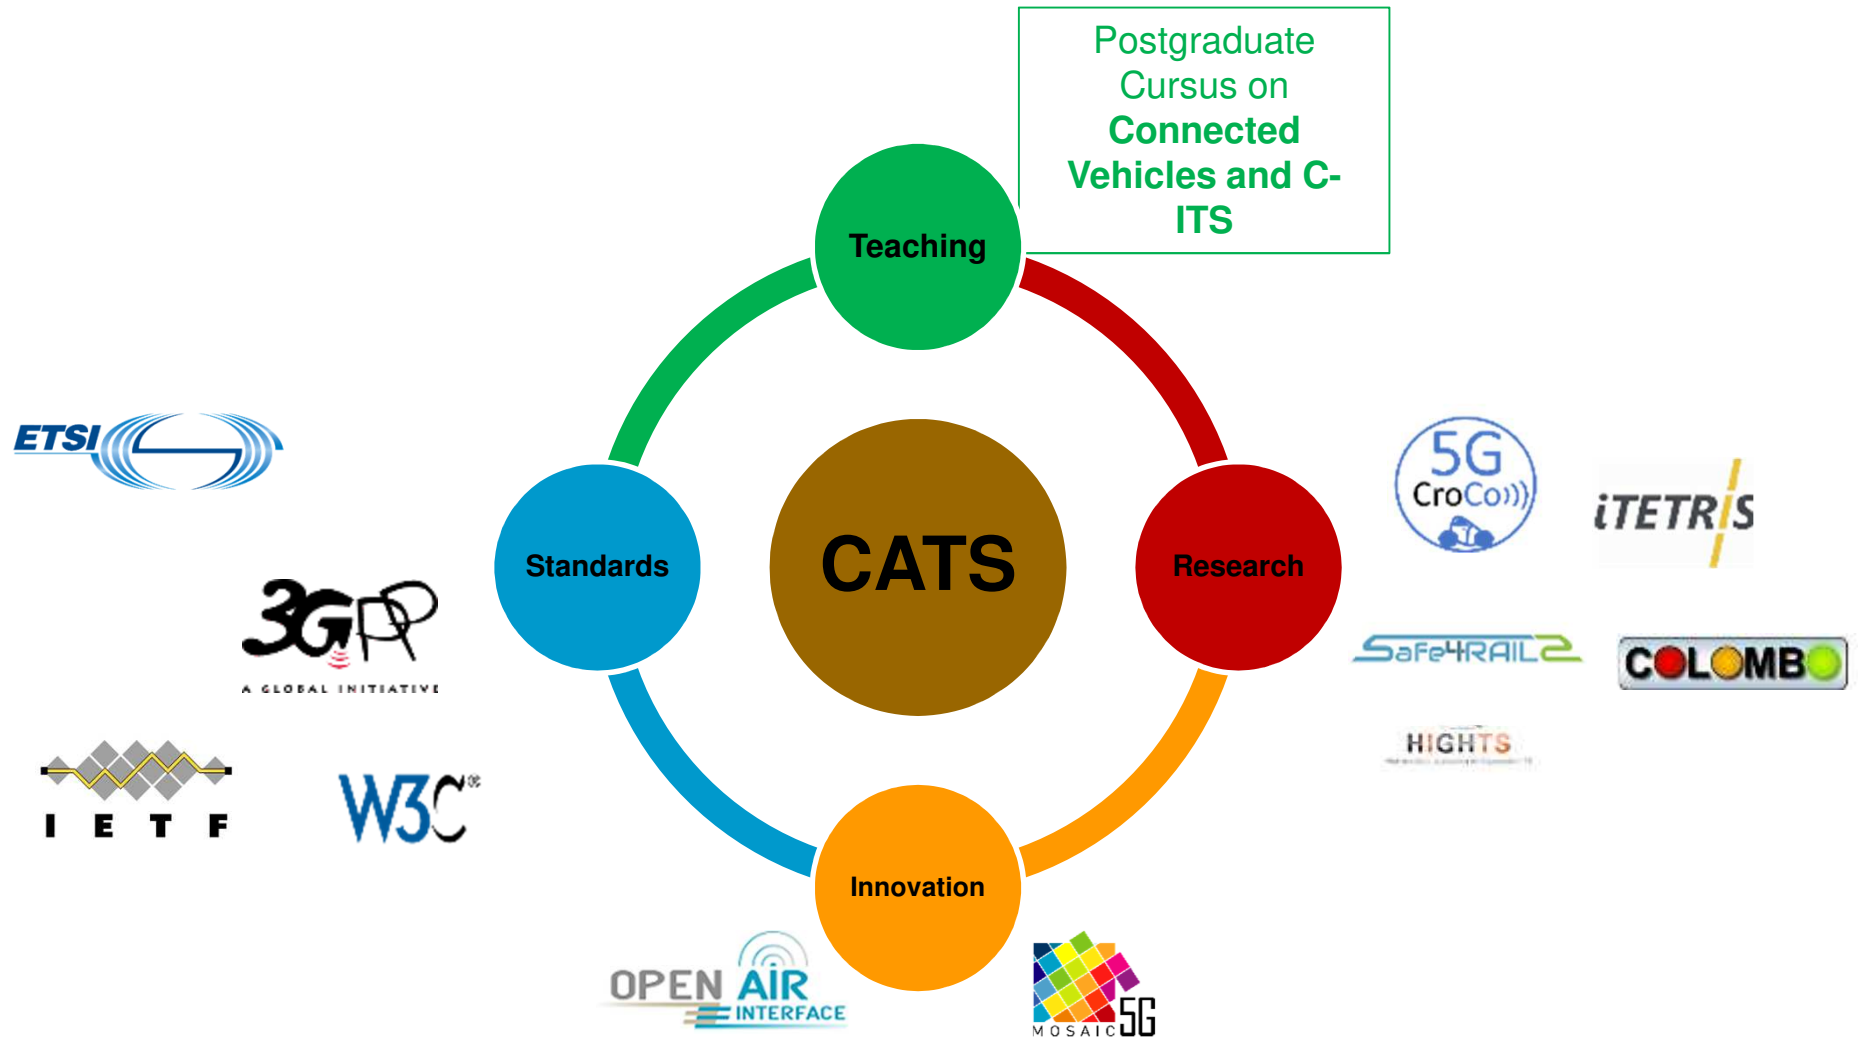 Postgraduate
Cursus on
Connected
Vehicles and C-
ITS
Teaching
ETSI
5G
CroCo
iTETRIS
Standards
CATS
Research
3GPP
A GLOBAL INITIATIVE
Safe4RAIL2
COLOMBO
HIGHTS
IETF
W3C®
Innovation
OPEN AIR
INTERFACE
MOSAIC 5G